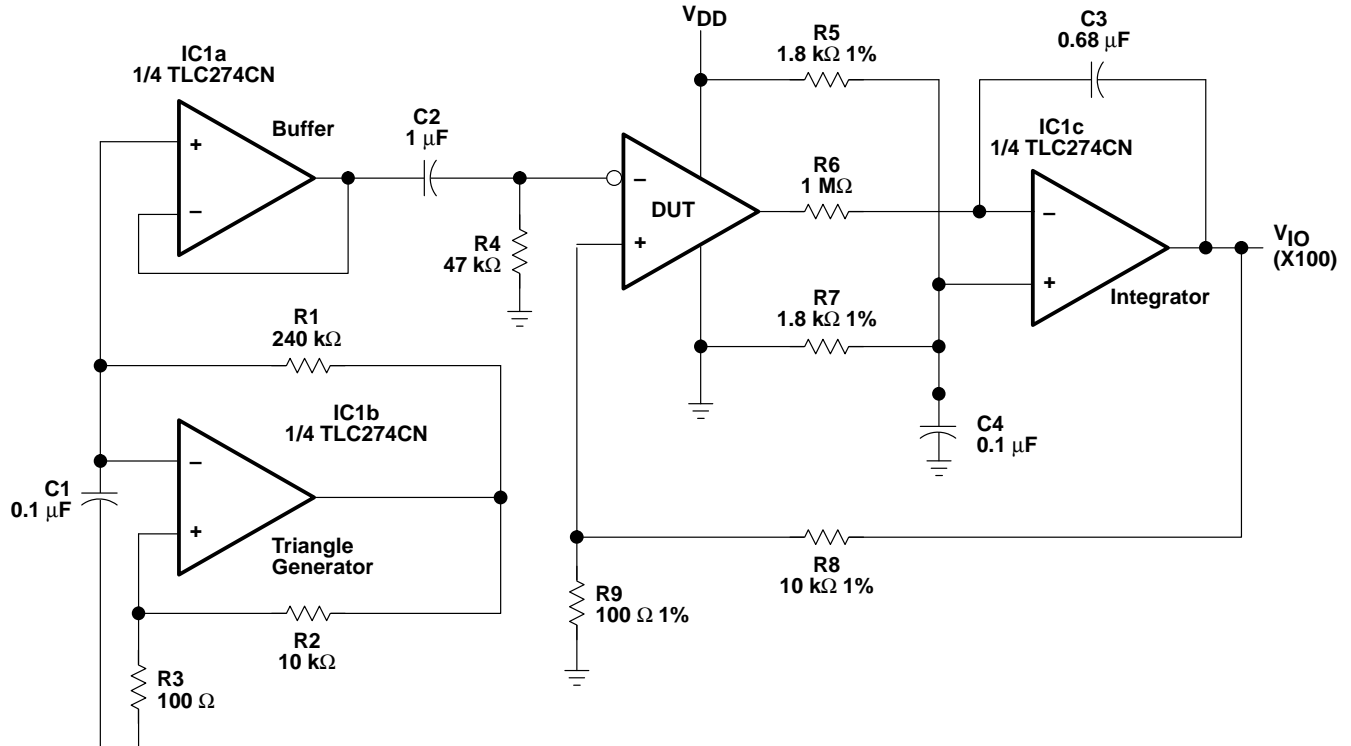 VDD
R5
1.8 kΩ 1%
C3
0.68 μF
IC1a
1/4 TLC274CN
Buffer
+
−
C2
1 μF
R4
47 kΩ
DUT
−
+
R6
1 MΩ
IC1c
1/4 TLC274CN
−
+
Integrator
VIO
(X100)
R7
1.8 kΩ 1%
C4
0.1 μF
R1
240 kΩ
IC1b
1/4 TLC274CN
−
+
Triangle
Generator
C1
0.1 μF
R2
10 kΩ
R3
100 Ω
R8
10 kΩ 1%
R9
100 Ω 1%